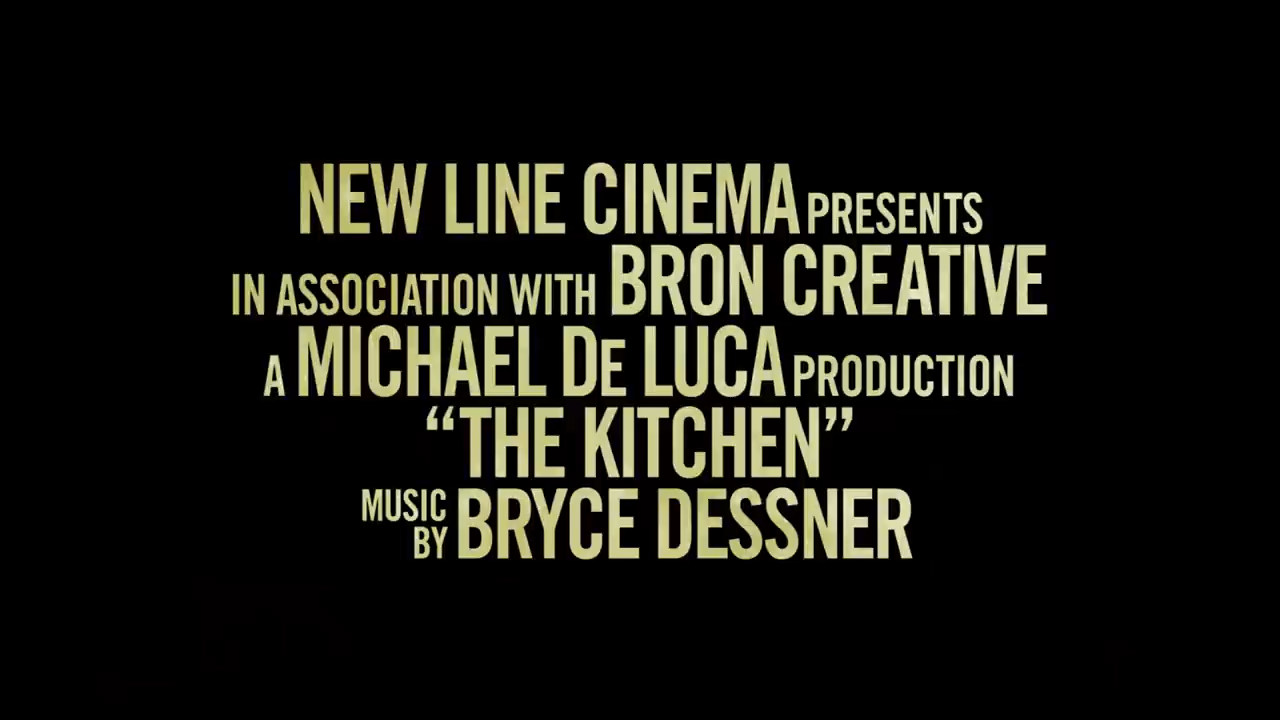 NEW LINE CINEMA PRESENTS
IN ASSOCIATION WITH BRON CREATIVE
A MICHAEL DE LUCA PRODUCTION
“THE KITCHEN”
MUSIC BY BRYCE DESSNER